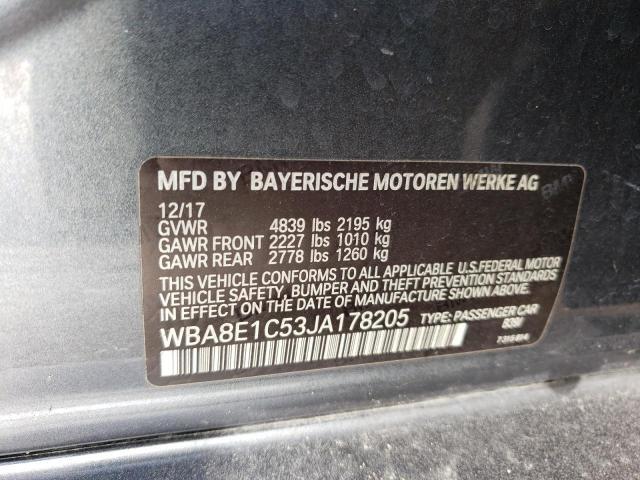 MFD BY BAYERISCHE MOTOREN WERKE AG
12/17
GVWR 4839 lbs 2195 kg
GAWR FRONT 2227 lbs 1010 kg
GAWR REAR 2778 lbs 1260 kg
THIS VEHICLE CONFORMS TO ALL APPLICABLE U.S.FEDERAL MOTOR
VEHICLE SAFETY, BUMPER AND THEFT PREVENTION STANDARDS
IN EFFECT ON THE DATE OF MANUFACTURE SHOWN ABOVE.
WBA8E1C53JA178205 TYPE: PASSENGER CAR